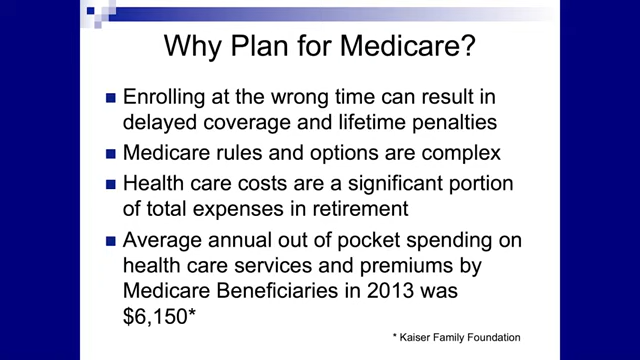 Why Plan for Medicare?
Enrolling at the wrong time can result in
delayed coverage and lifetime penalties
Medicare rules and options are complex
Health care costs are a significant portion
of total expenses in retirement
Average annual out of pocket spending on
health care services and premiums by
Medicare Beneficiaries in 2013 was
$6,150*
* Kaiser Family Foundation